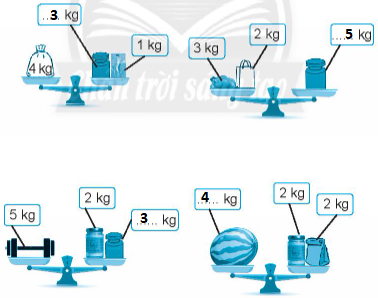 ..3. kg
1 kg
4 kg
3 kg
2 kg
....5 kg
Chân trời sáng tạo
5 kg
2 kg
.3.... kg
..4... kg
2 kg
2 kg